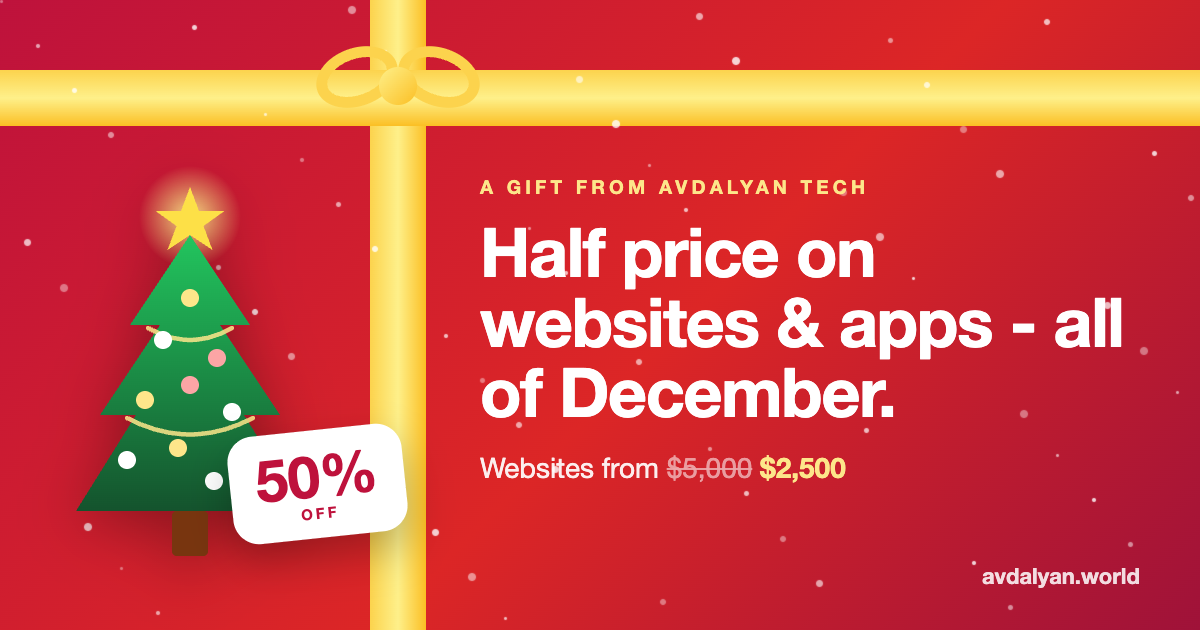 A GIFT FROM AVDALYAN TECH
Half price on
websites & apps - all
of December.
Websites from $5,000 $2,500
50%
OFF
avdalyan.world